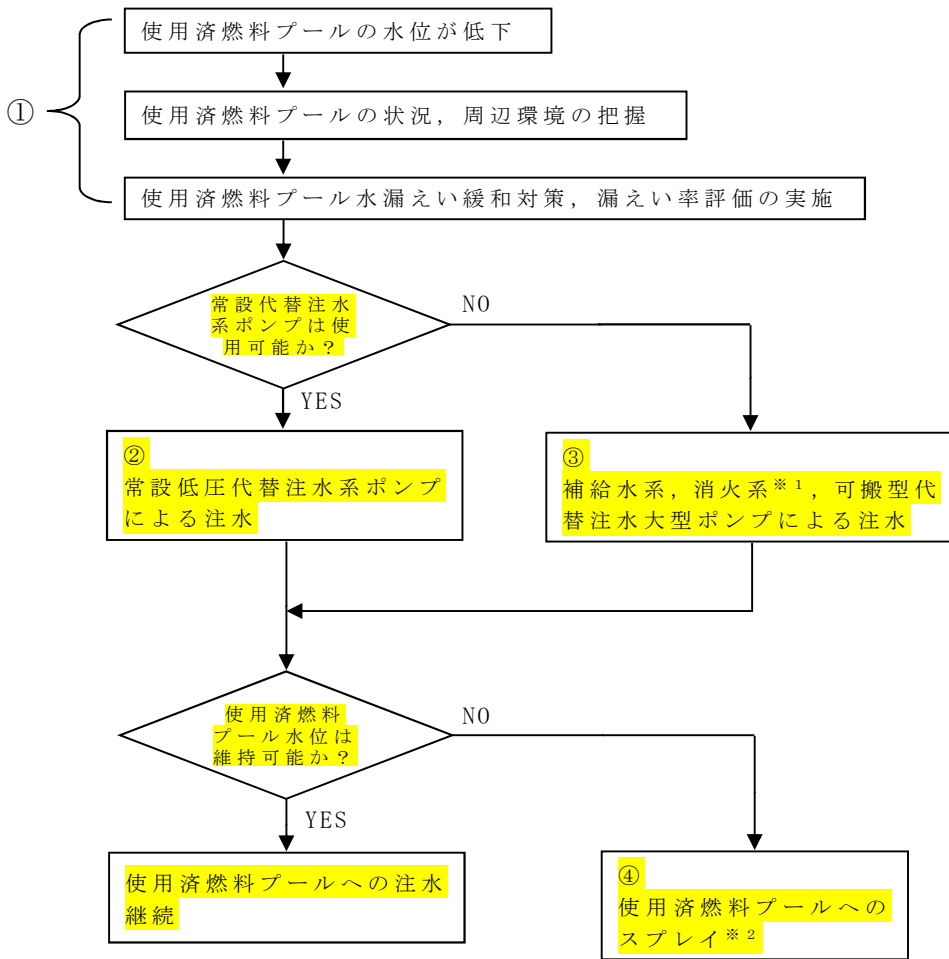 使用済燃料プールの水位が低下
①
使用済燃料プールの状況，周辺環境の把握
使用済燃料プール水漏えい緩和対策，漏えい率評価の実施
常設代替注水
系ポンプは使
用可能か？
NO
YES
②
常設低圧代替注水系ポンプ
による注水
③
補給水系，消火系※１，可搬型代
替注水大型ポンプによる注水
使用済燃料
プール水位は
維持可能か？
NO
YES
使用済燃料プールへの注水
継続
④
使用済燃料プールへの
スプレイ※２